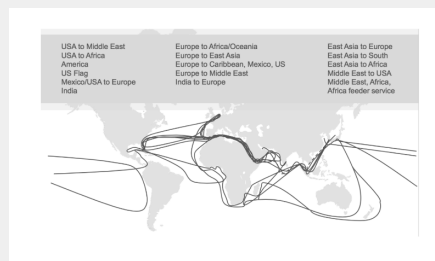 USA to Middle East
USA to Africa
America
US Flag
Mexico/USA to Europe
India
Europe to Africa/Oceania
Europe to East Asia
Europe to Caribbean, Mexico, US
Europe to Middle East
India to Europe
East Asia to Europe
East Asia to South
East Asia to Africa
Middle East to USA
Middle East, Africa,
Africa feeder service